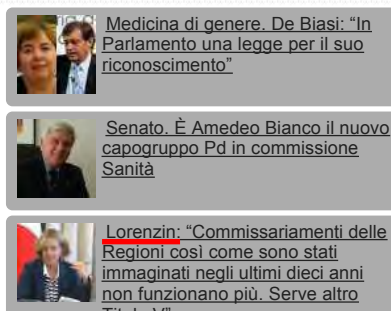 Medicina di genere. De Biasi: “In
Parlamento una legge per il suo
riconoscimento”
Senato. È Amedeo Bianco il nuovo
capogruppo Pd in commissione
Sanità
Lorenzin: “Commissariamenti delle
Regioni così come sono stati
immaginati negli ultimi dieci anni
non funzionano più. Serve altro
Titolo V”